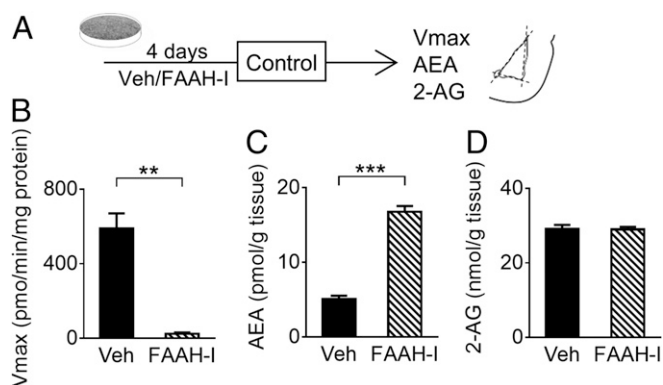 A
4 days
Veh/FAAH-I
Control
Vmax
AEA
2-AG
B
Vmax (pmo/min/mg protein)
800
400
0
**
Veh FAAH-I
C
AEA (pmol/g tissue)
20
10
0
***
Veh FAAH-I
D
2-AG (nmol/g tissue)
40
20
0
Veh FAAH-I